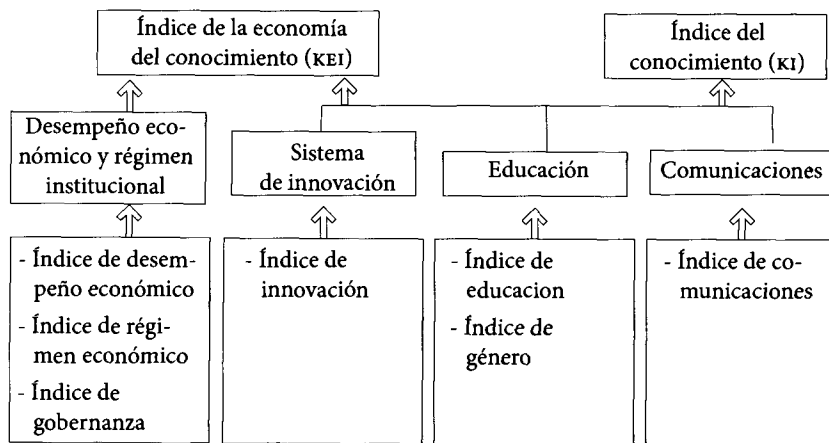 Índice de la economía
del conocimiento (KEI)
Índice del
conocimiento (KI)
Desempeño eco-
nómico y régimen
institucional
Sistema
de innovación
Educación
Comunicaciones
- Índice de desem-
peño económico
- Índice de régi-
men económico
- Índice de
gobernanza
- Índice de
innovación
- Índice de
educacion
- Índice de
género
- Índice de co-
municaciones